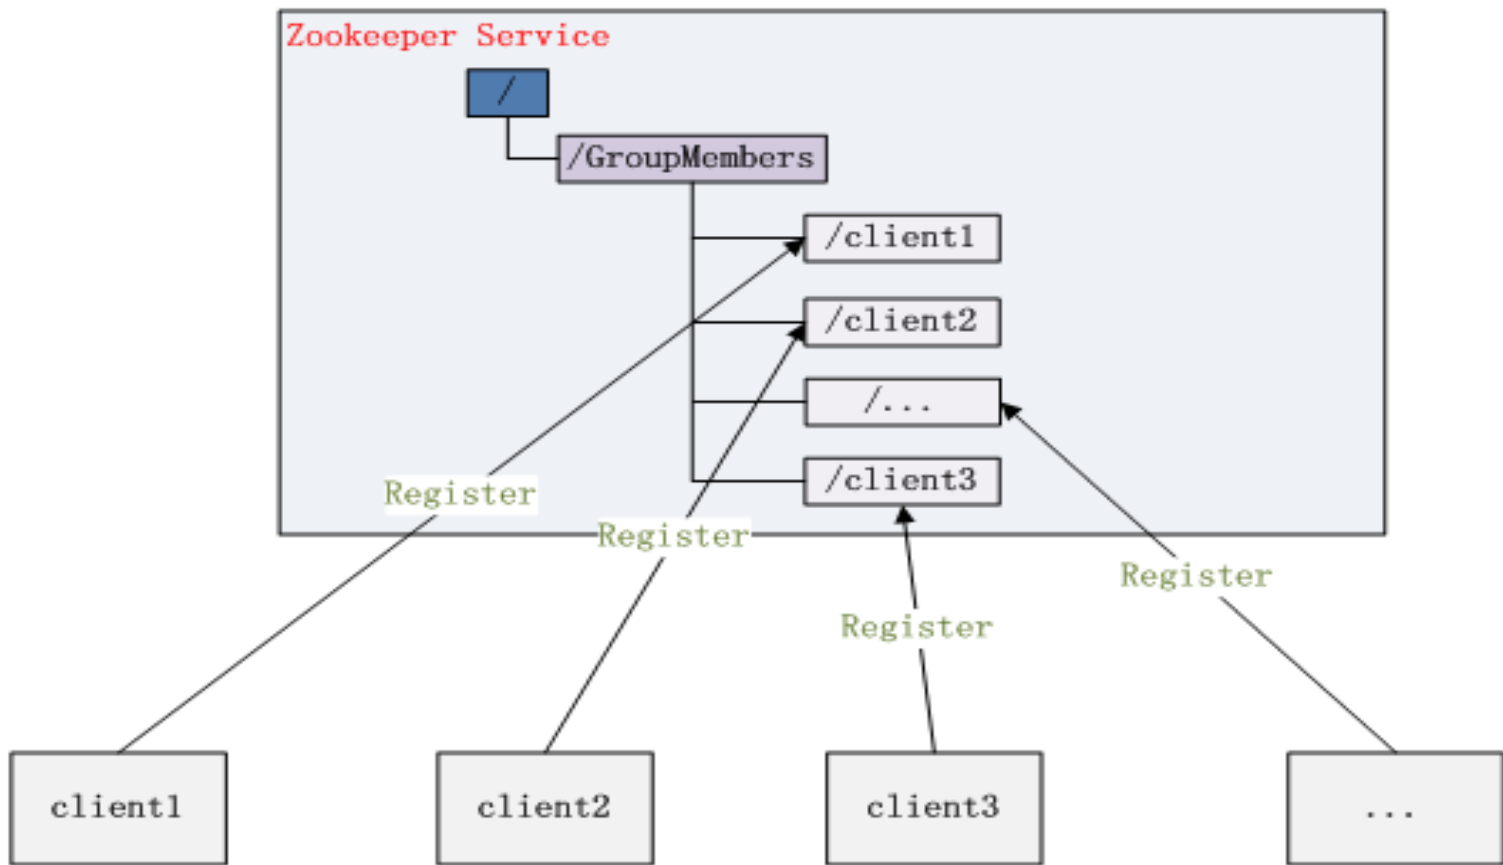 Zookeeper Service
/
/GroupMembers
/client1
/client2
/...
/client3
Register
Register
Register
Register
client1
client2
client3
...